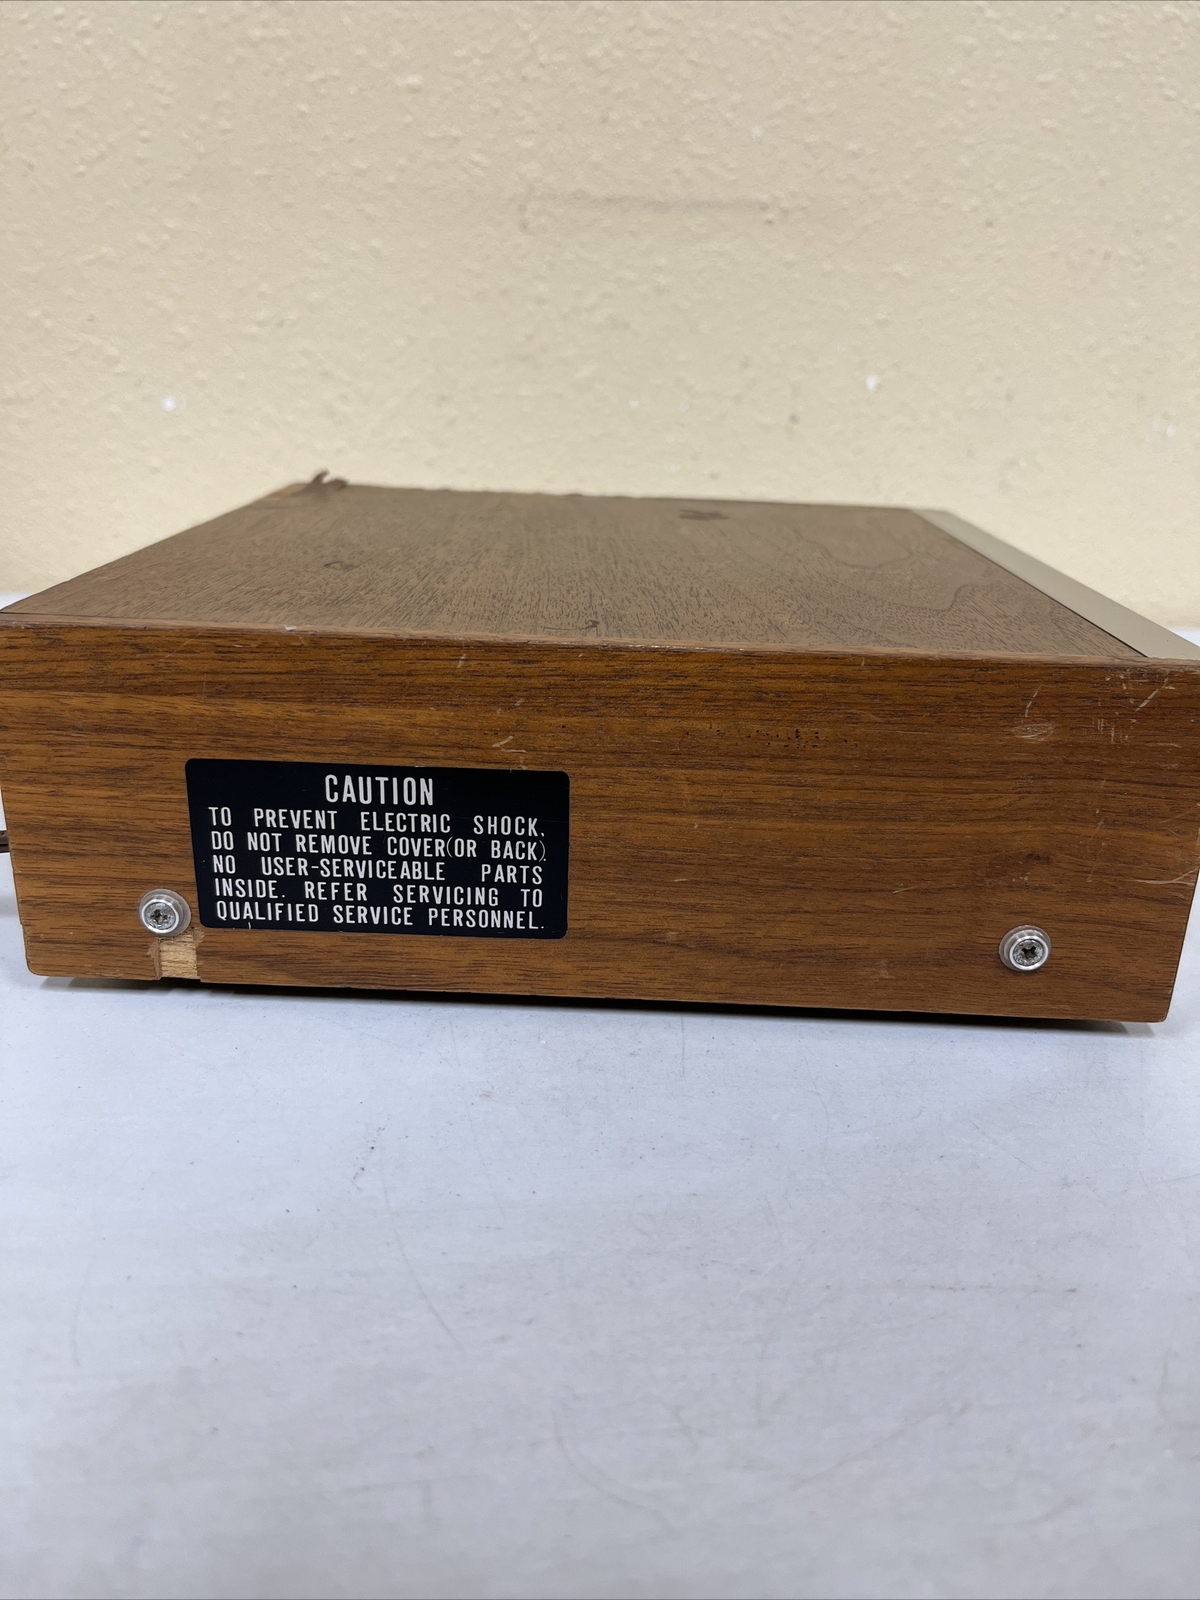 CAUTION
TO PREVENT ELECTRIC SHOCK,
DO NOT REMOVE COVER(OR BACK).
NO USER-SERVICEABLE PARTS
INSIDE. REFER SERVICING TO
QUALIFIED SERVICE PERSONNEL.